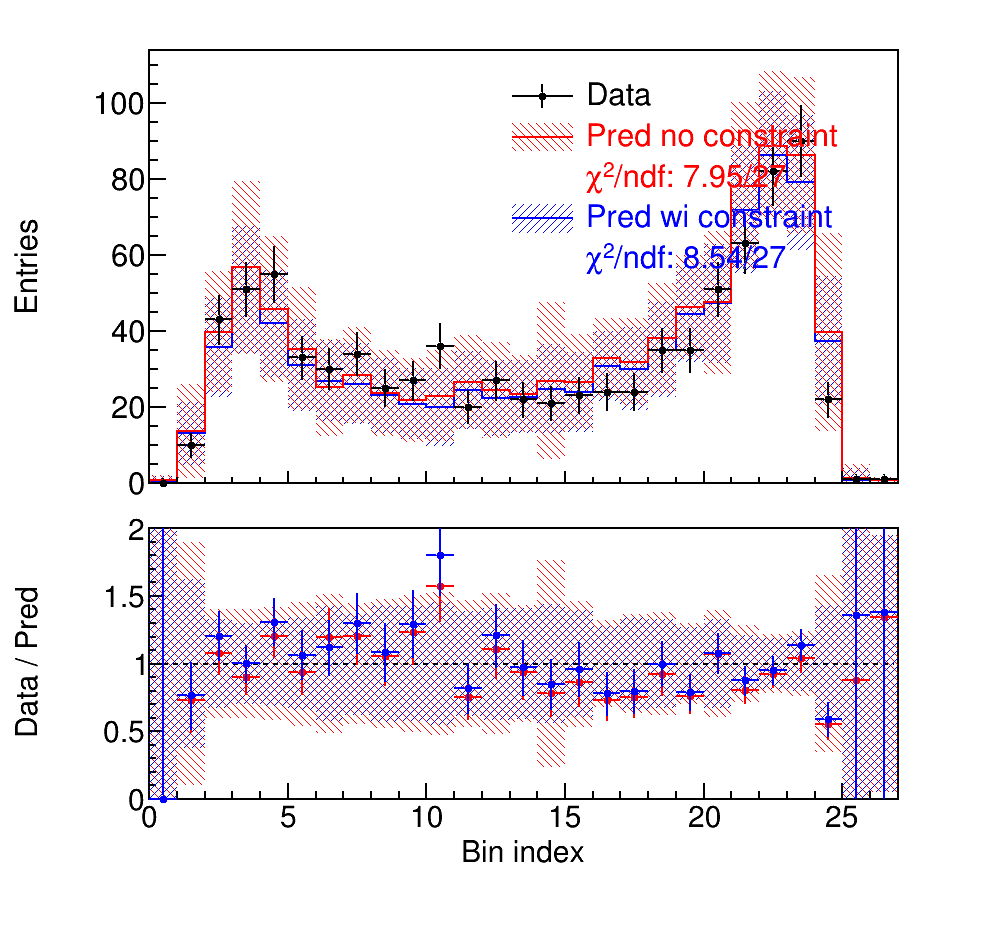 Entries
100
80
60
40
20
0
Data
Pred no constraint
χ²/ndf: 7.95/27
Pred wi constraint
χ²/ndf: 8.54/27
Data / Pred
2
1.5
1
0.5
0
0 5 10 15 20 25
Bin index